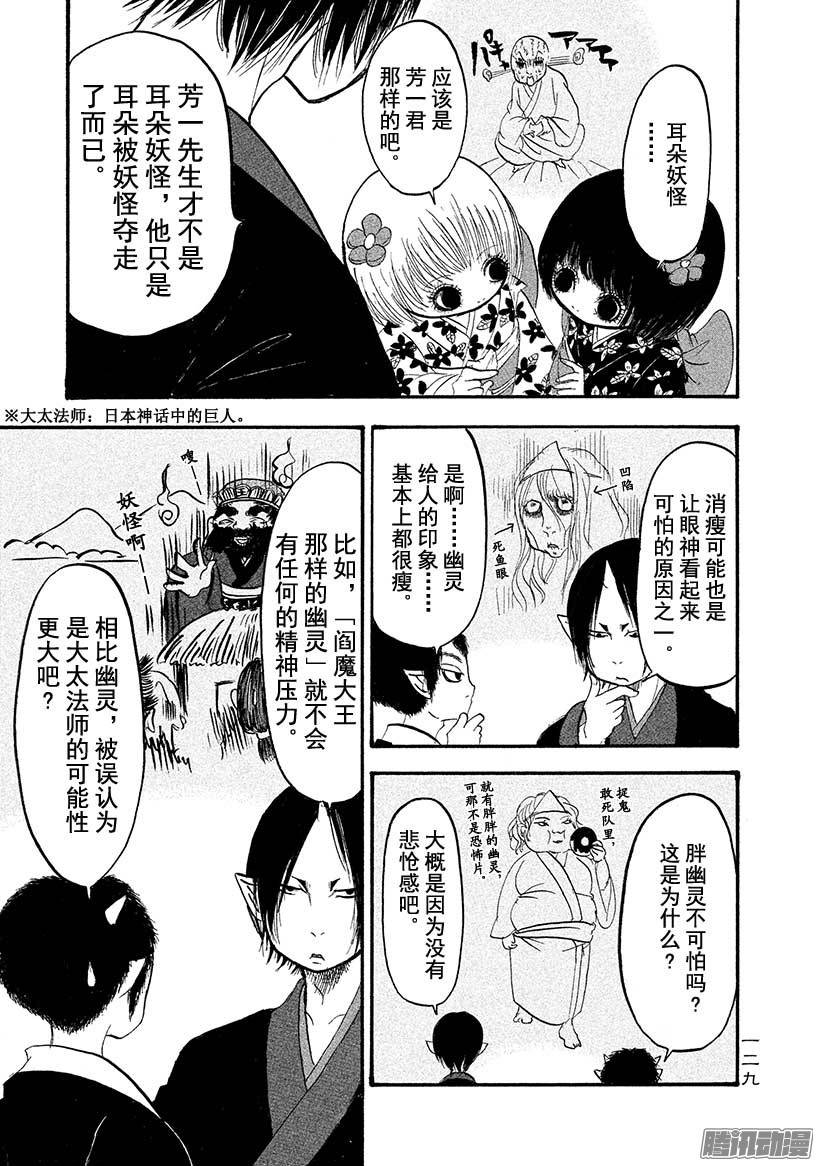 耳朵妖怪
……
应该是
芳一君
那样的吧。
パキ
アアアア
芳一先生才不是
耳朵妖怪，他只是
耳朵被妖怪夺走
了而已。
※大太法师：日本神话中的巨人。
消瘦可能也是
让眼神看起来
可怕的原因之一。
凹陷
死鱼眼
是啊……幽灵
给人的印象……
基本上都很瘦。
胖幽灵不可怕吗？
这是为什么？
捉鬼
敢死队里，
就有胖胖的幽灵，
可那不是恐怖片。
大概是因为没有
悲怆感吧。
比如，「阎魔大王
那样的幽灵」就不会
有任何的精神压力。
嗖
妖怪啊
相比幽灵，被误认为
是大太法师的可能性
更大吧？
一二九
腾讯动漫